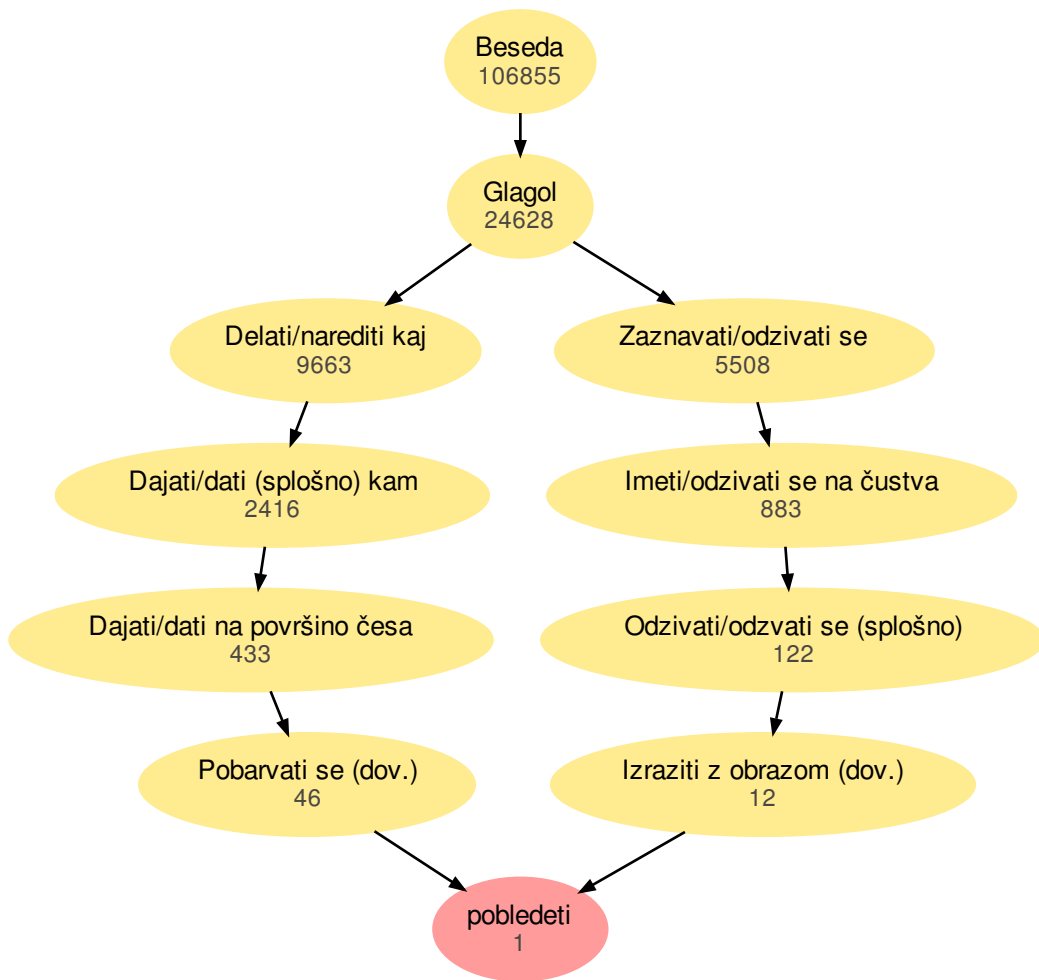 Beseda
106855
Glagol
24628
Delati/narediti kaj
9663
Zaznavati/odzivati se
5508
Dajati/dati (splošno) kam
2416
Imeti/odzivati se na čustva
883
Dajati/dati na površino česa
433
Odzivati/odzvati se (splošno)
122
Pobarvati se (dov.)
46
Izraziti z obrazom (dov.)
12
pobledeti
1